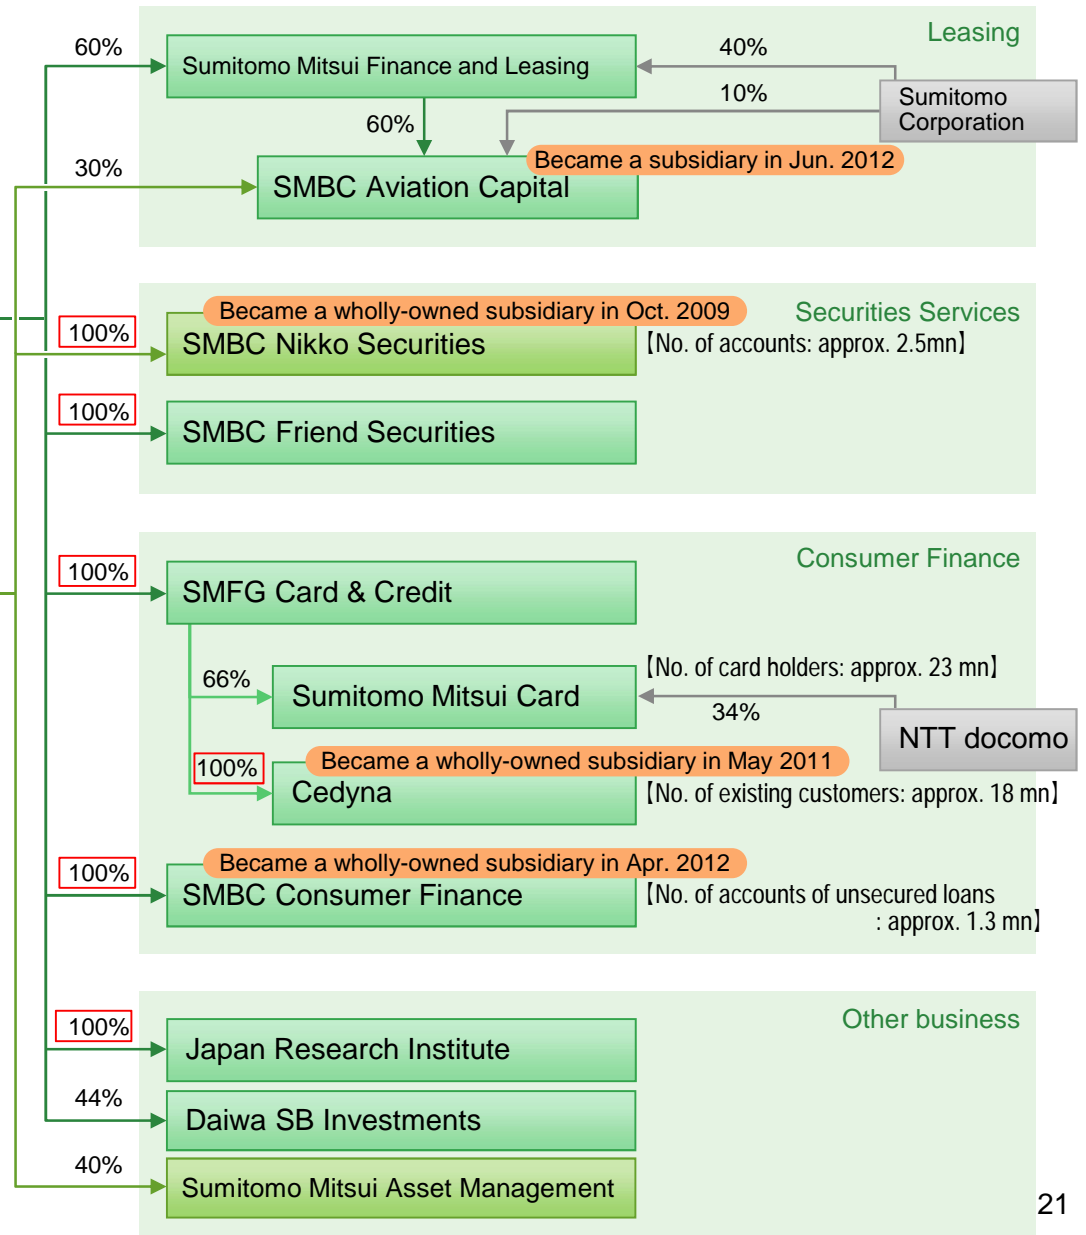 Leasing
60%
Sumitomo Mitsui Finance and Leasing
40%
10%
Sumitomo
Corporation
60%
Became a subsidiary in Jun. 2012
30%
SMBC Aviation Capital
Securities Services
Became a wholly-owned subsidiary in Oct. 2009
100%
SMBC Nikko Securities
【No. of accounts: approx. 2.5mn】
100%
SMBC Friend Securities
Consumer Finance
100%
SMFG Card & Credit
【No. of card holders: approx. 23 mn】
66%
Sumitomo Mitsui Card
34%
NTT docomo
Became a wholly-owned subsidiary in May 2011
100%
Cedyna
【No. of existing customers: approx. 18 mn】
Became a wholly-owned subsidiary in Apr. 2012
100%
SMBC Consumer Finance
【No. of accounts of unsecured loans
: approx. 1.3 mn】
Other business
100%
Japan Research Institute
44%
Daiwa SB Investments
40%
Sumitomo Mitsui Asset Management
21